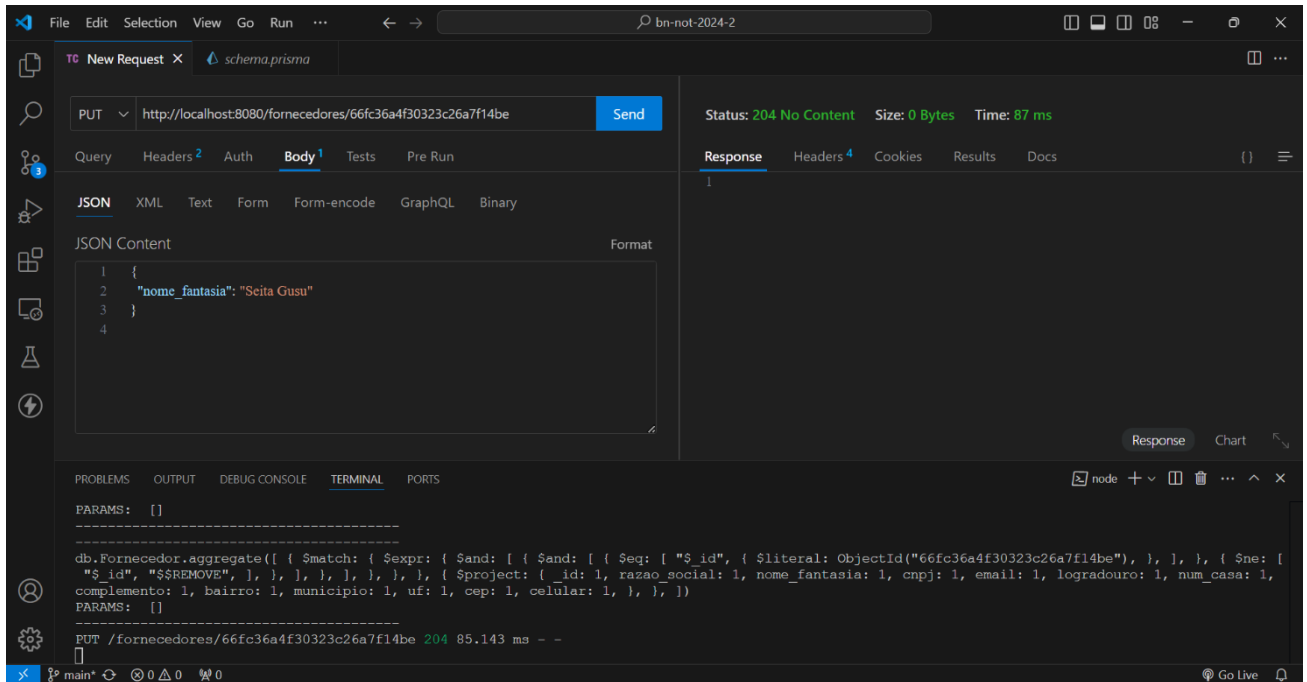 File Edit Selection View Go Run ··· ← → bn-not-2024-2
TC New Request × schema.prisma
PUT http://localhost:8080/fornecedores/66fc36a4f30323c26a7f14be Send
Status: 204 No Content Size: 0 Bytes Time: 87 ms
Query Headers 2 Auth Body 1 Tests Pre Run
Response Headers 4 Cookies Results Docs { }
1
3
JSON XML Text Form Form-encode GraphQL Binary
JSON Content Format
1 {
2 "nome_fantasia": "Seita Gusu"
3 }
4
Response Chart
PROBLEMS OUTPUT DEBUG CONSOLE TERMINAL PORTS node
PARAMS: []
----------------------------------------
----------------------------------------
db.Fornecedor.aggregate([ { $match: { $expr: { $and: [ { $and: [ { $eq: [ "$_id", { $literal: ObjectId("66fc36a4f30323c26a7f14be"), }, ], }, { $ne: [
"$_id", "$$REMOVE", ], }, ], }, ], }, }, }, { $project: { _id: 1, razao_social: 1, nome_fantasia: 1, cnpj: 1, email: 1, logradouro: 1, num_casa: 1,
complemento: 1, bairro: 1, municipio: 1, uf: 1, cep: 1, celular: 1, }, }, ])
PARAMS: []
----------------------------------------
PUT /fornecedores/66fc36a4f30323c26a7f14be 204 85.143 ms - -
main* 0 0 0 Go Live